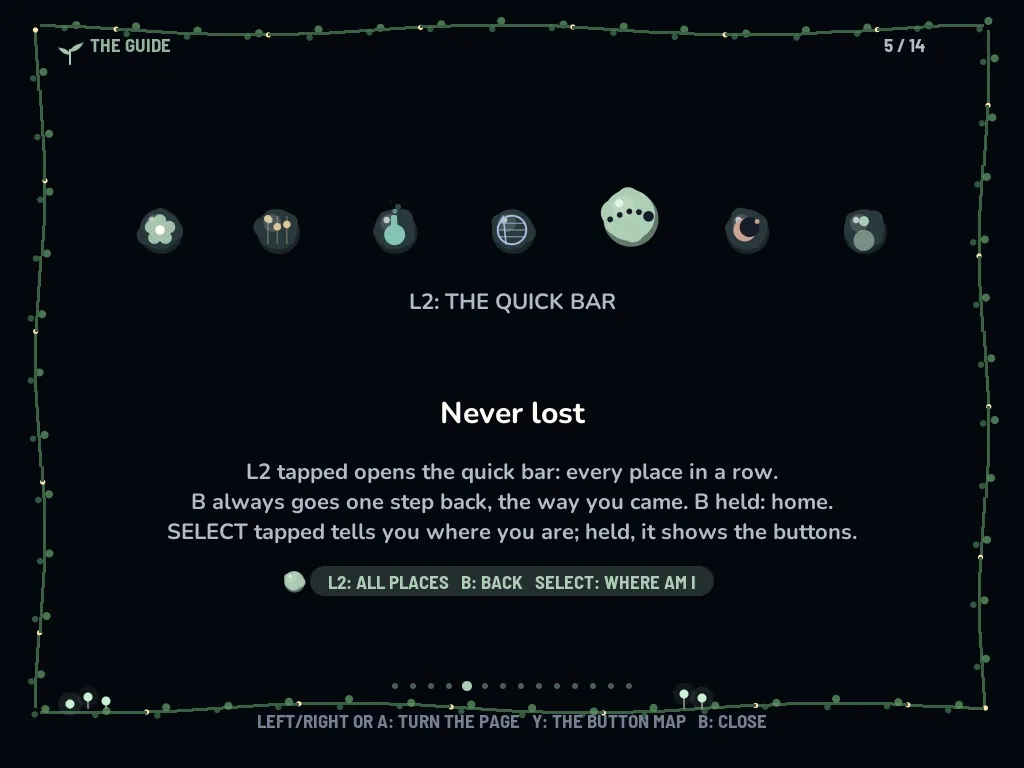 THE GUIDE
5 / 14
L2: THE QUICK BAR
Never lost
L2 tapped opens the quick bar: every place in a row.
B always goes one step back, the way you came. B held: home.
SELECT tapped tells you where you are; held, it shows the buttons.
L2: ALL PLACES   B: BACK   SELECT: WHERE AM I
LEFT/RIGHT OR A: TURN THE PAGE   Y: THE BUTTON MAP   B: CLOSE